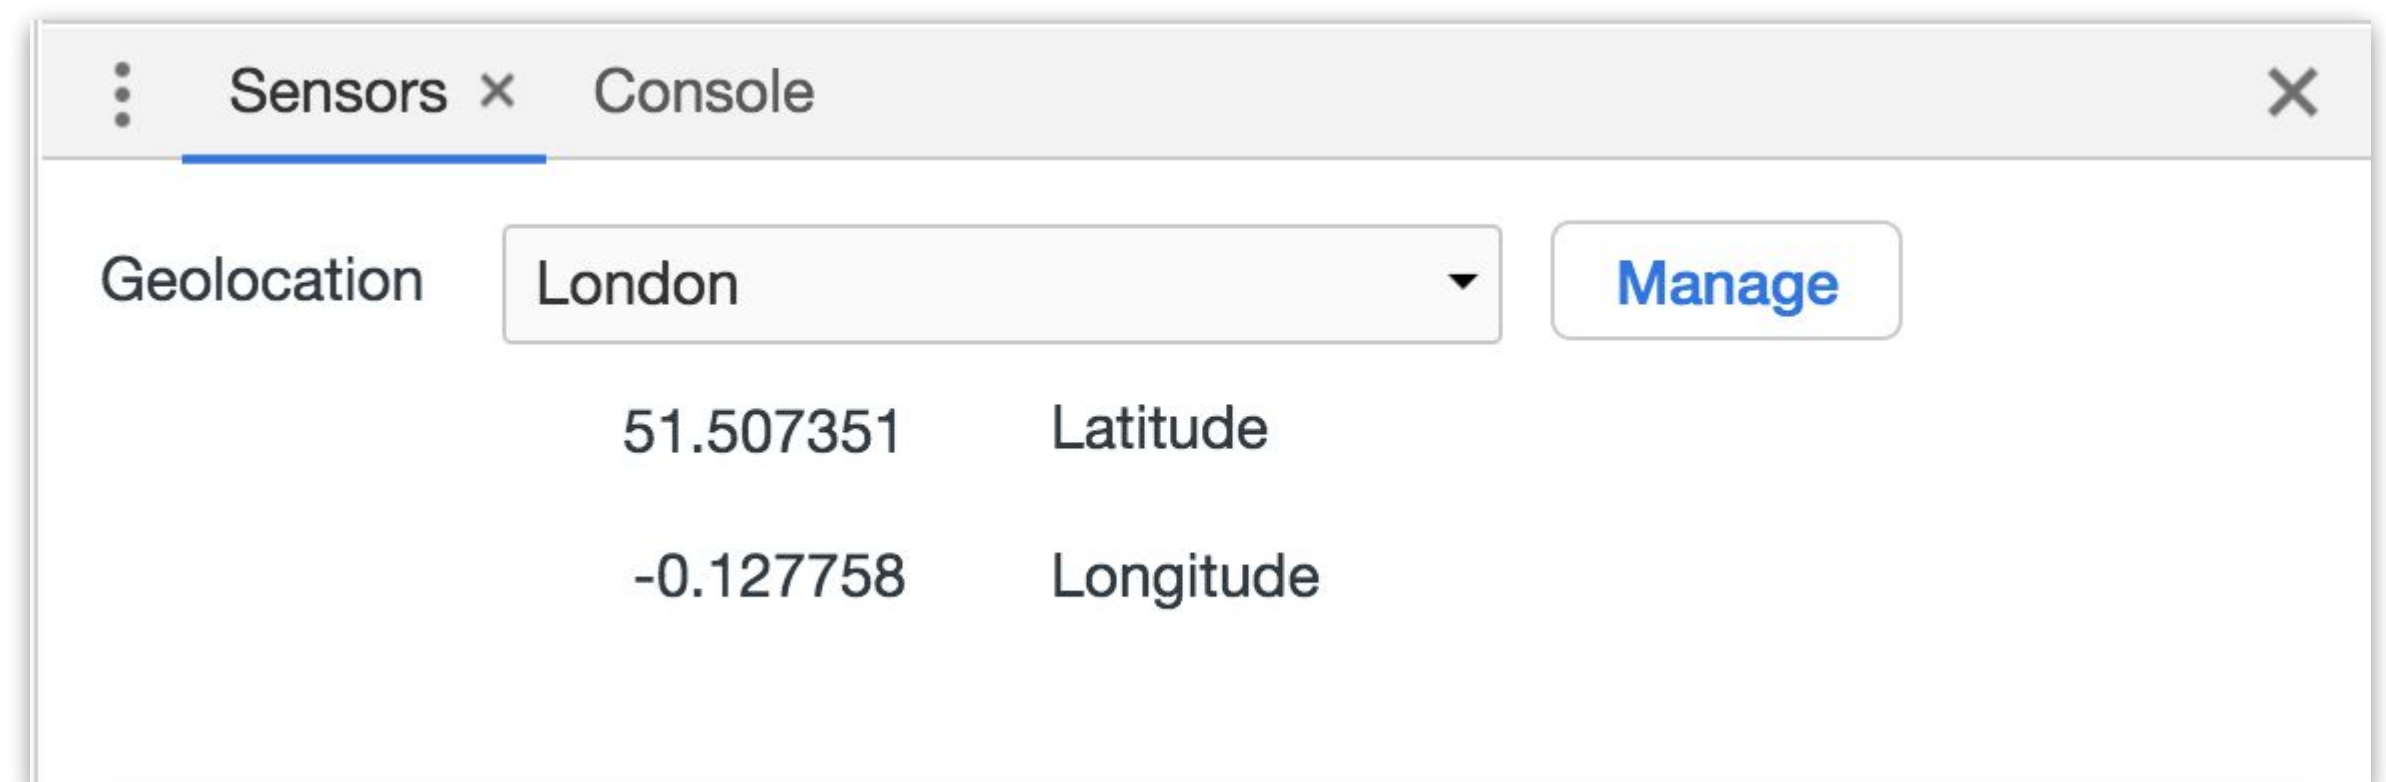 Sensors Console
Geolocation London Manage
51.507351 Latitude
-0.127758 Longitude